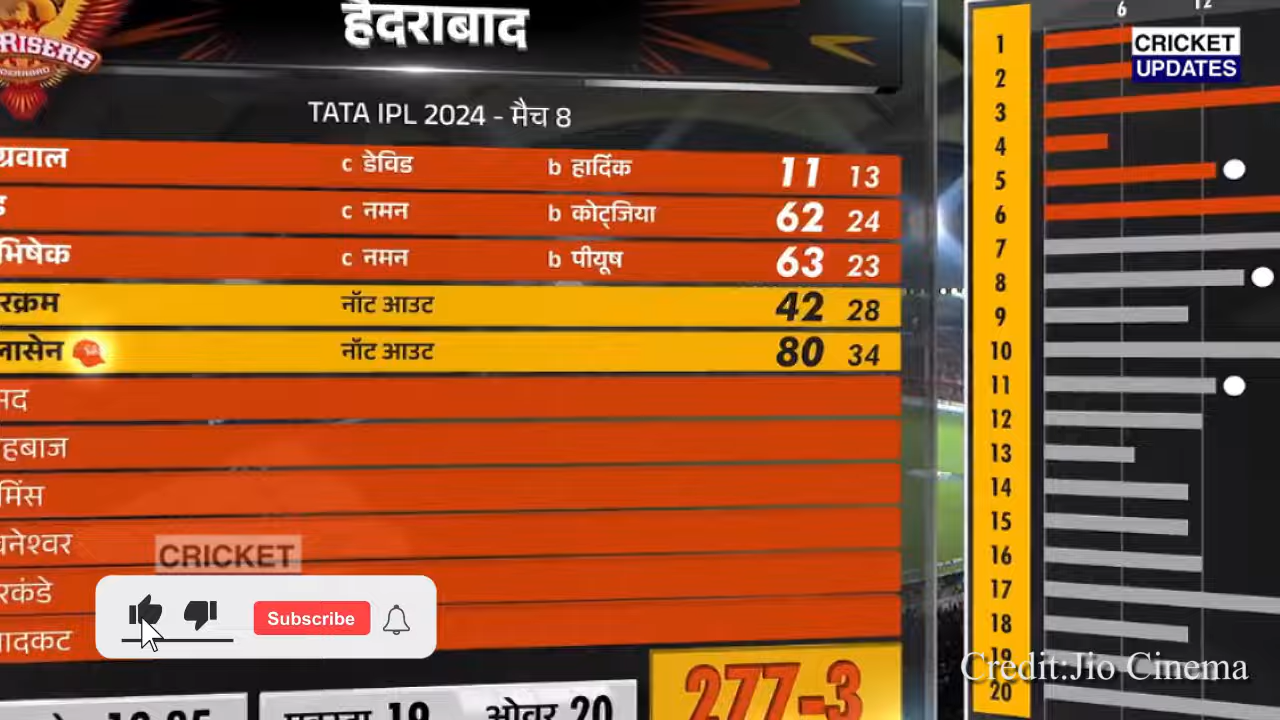 हैदराबाद
RISERS
TATA IPL 2024 - मैच 8
ग्रवाल c डेविड b हार्दिक 11 13
ड c नमन b कोट्जिया 62 24
भिषेक c नमन b पीयूष 63 23
रक्रम नॉट आउट 42 28
लासेन नॉट आउट 80 34
मद
हबाज
मिंस
वनेश्वर
रकंडे
ादकट
277-3
19 ओवर 20
6 12
1
2
3
4
5
6
7
8
9
10
11
12
13
14
15
16
17
18
19
20
CRICKET
UPDATES
CRICKET
Subscribe
Credit:Jio Cinema